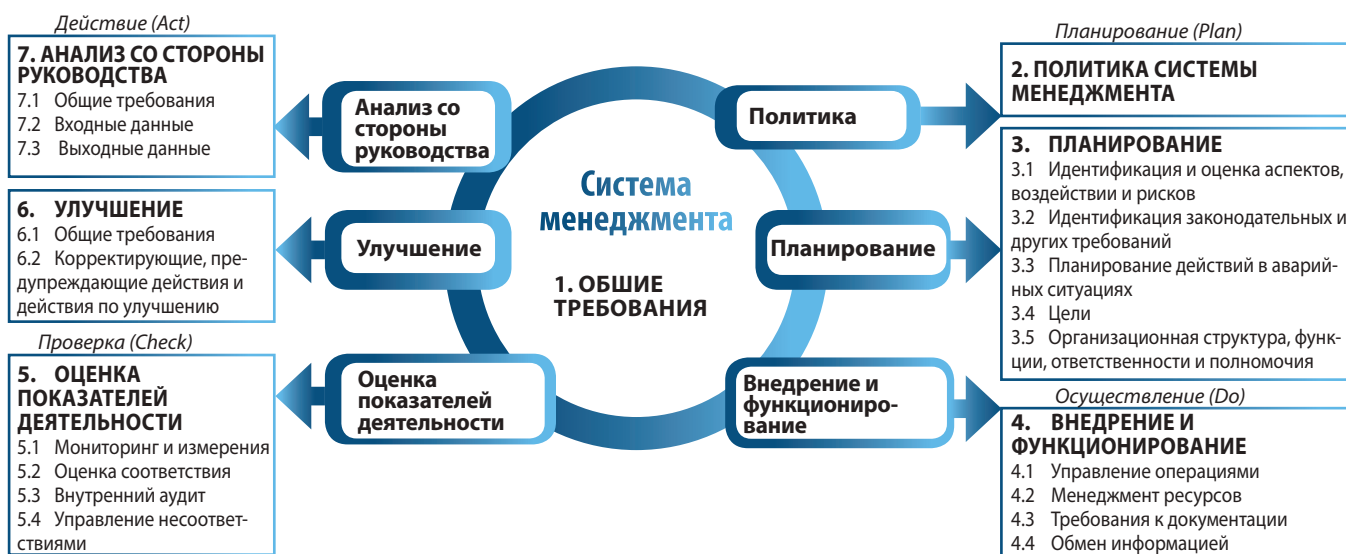 Действие (Act)
7. АНАЛИЗ СО СТОРОНЫ
РУКОВОДСТВА
7.1 Общие требования
7.2 Входные данные
7.3 Выходные данные
6. УЛУЧШЕНИЕ
6.1 Общие требования
6.2 Корректирующие, пре-
дупреждающие действия и
действия по улучшению
Проверка (Check)
5. ОЦЕНКА
ПОКАЗАТЕЛЕЙ
ДЕЯТЕЛЬНОСТИ
5.1 Мониторинг и измерения
5.2 Оценка соответствия
5.3 Внутренний аудит
5.4 Управление несоответ-
ствиями
Анализ со
стороны
руководства
Улучшение
Оценка
показателей
деятельности
Система
менеджмента
1. ОБШИЕ
ТРЕБОВАНИЯ
Политика
Планирование
Внедрение и
функциониро-
вание
Планирование (Plan)
2. ПОЛИТИКА СИСТЕМЫ
МЕНЕДЖМЕНТА
3. ПЛАНИРОВАНИЕ
3.1 Идентификация и оценка аспектов,
воздействии и рисков
3.2 Идентификация законодательных и
других требований
3.3 Планирование действий в аварий-
ных ситуациях
3.4 Цели
3.5 Организационная структура, функ-
ции, ответственности и полномочия
Осуществление (Do)
4. ВНЕДРЕНИЕ И
ФУНКЦИОНИРОВАНИЕ
4.1 Управление операциями
4.2 Менеджмент ресурсов
4.3 Требования к документации
4.4 Обмен информацией